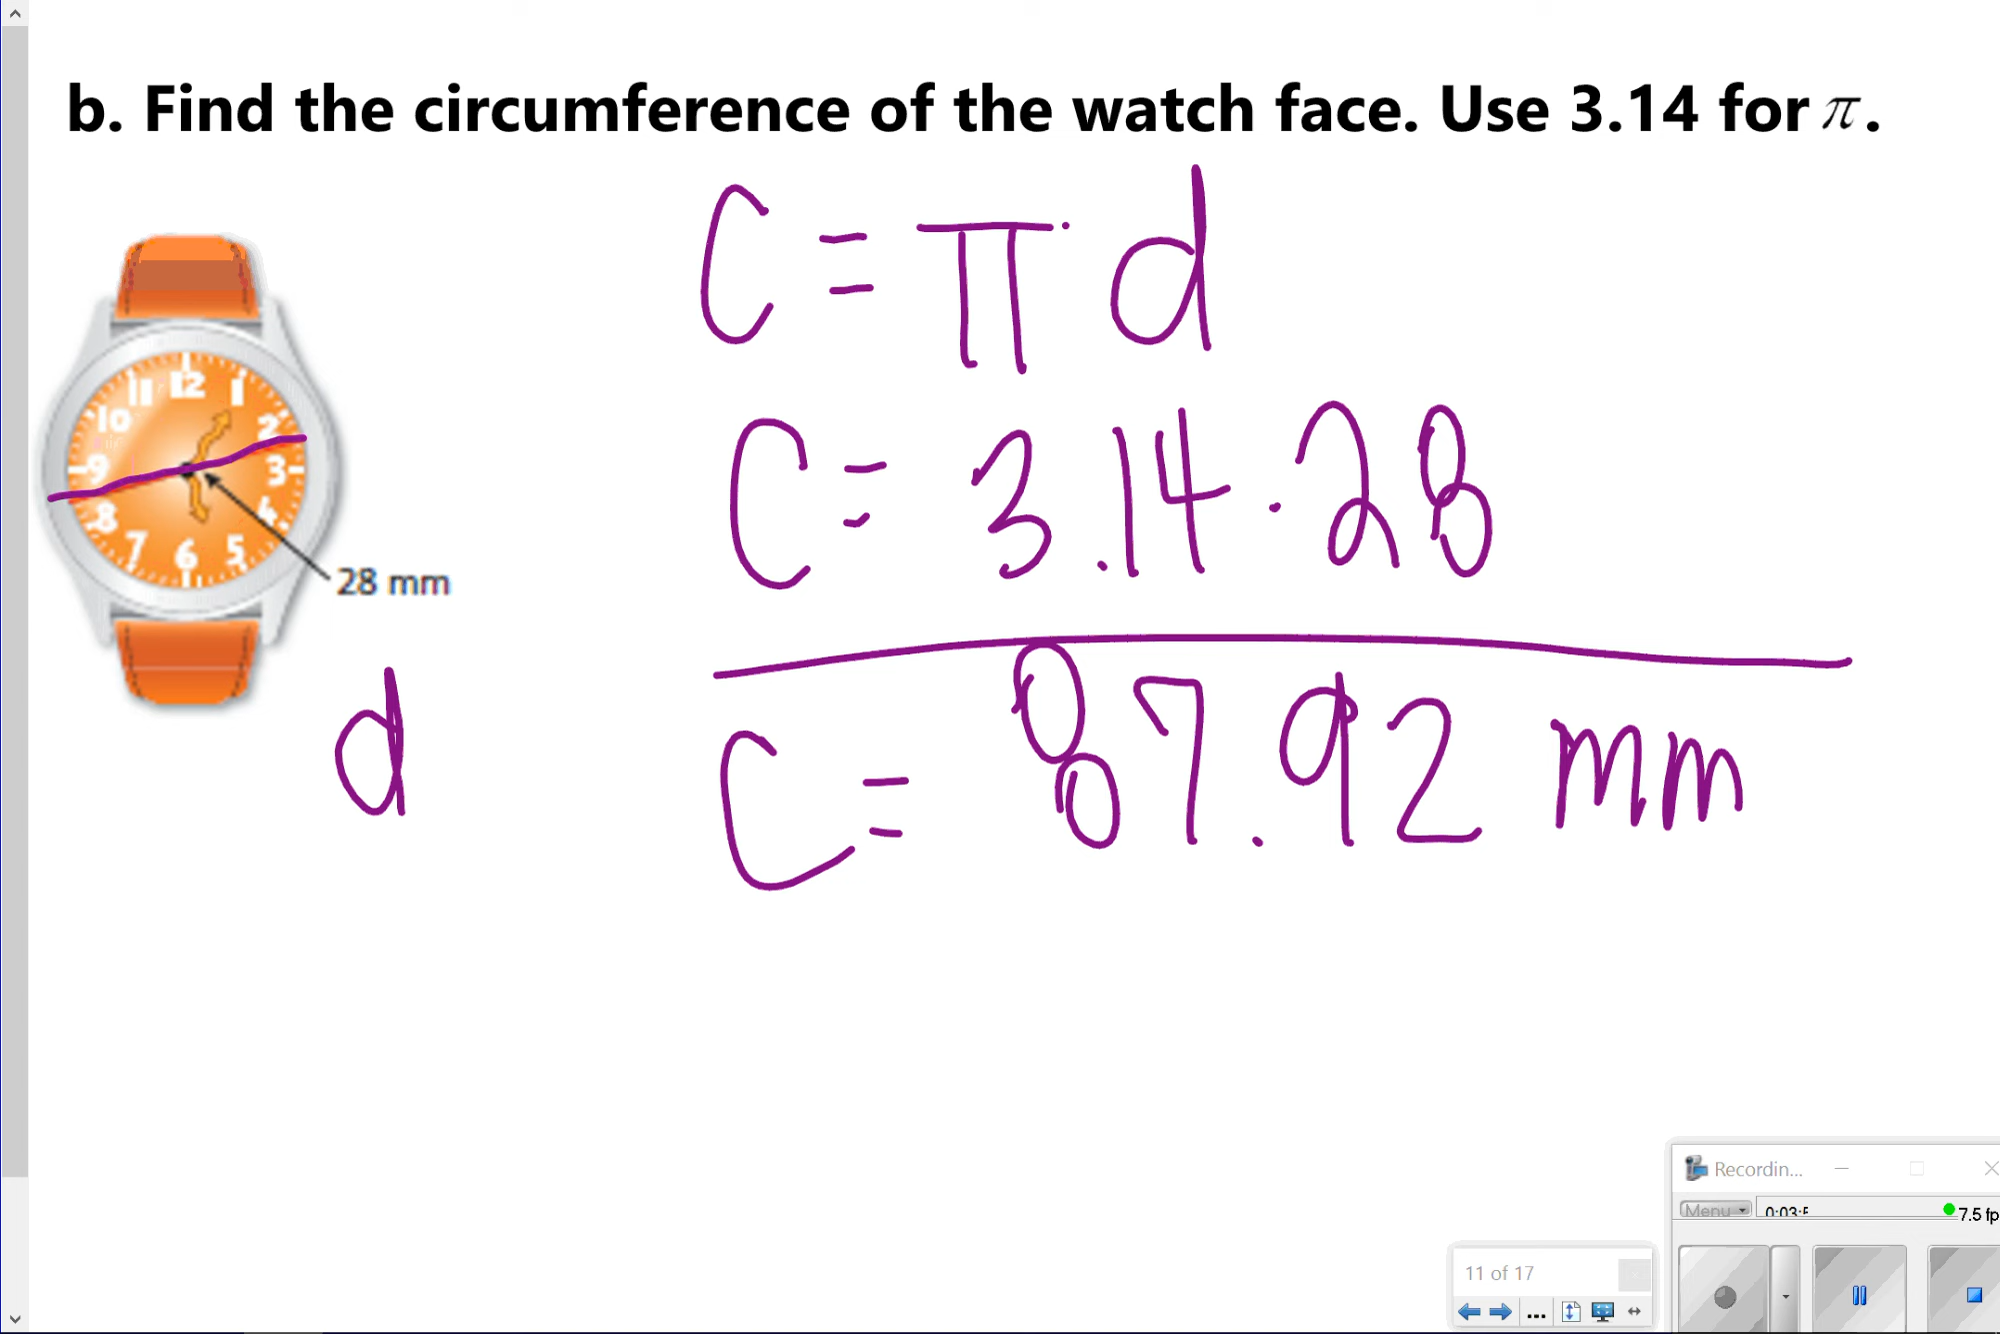 b. Find the circumference of the watch face. Use 3.14 for π.
C = π · d
12
11 1
10 2
9 3
8 4
7 6 5
C = 3.14 · 28
28 mm
d
C = 87.92 mm
Recordin...
Menu
7.5 fp
11 of 17
...